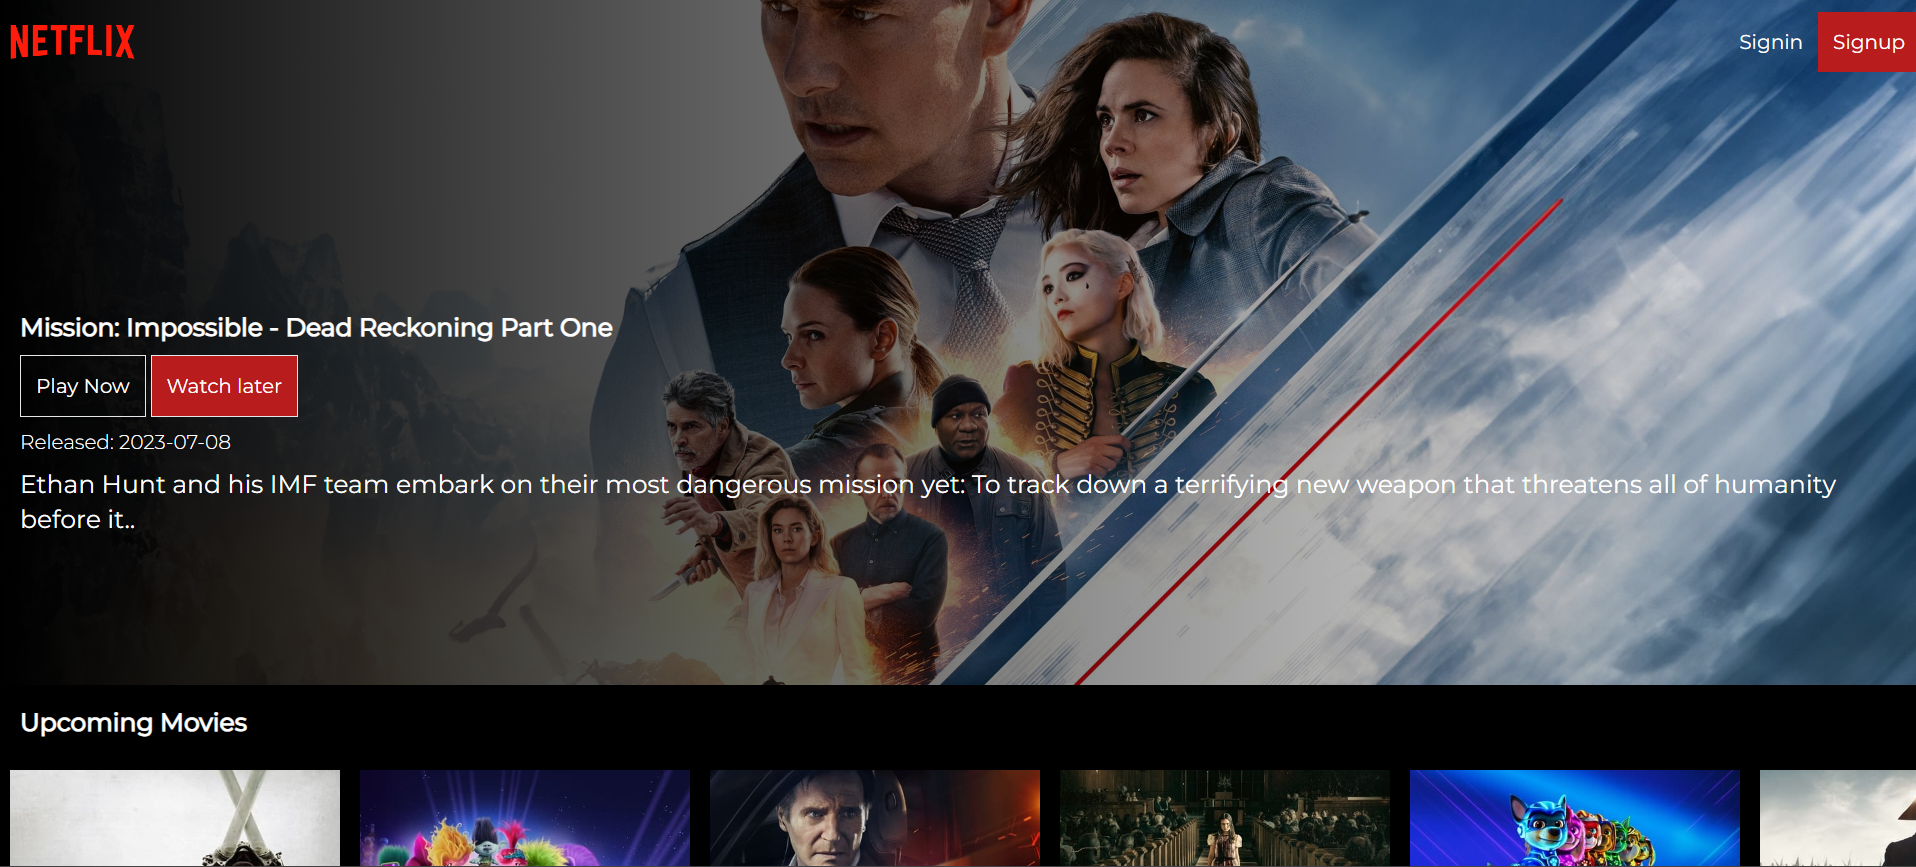 NETFLIX
Signin
Signup
Mission: Impossible - Dead Reckoning Part One
Play Now
Watch later
Released: 2023-07-08
Ethan Hunt and his IMF team embark on their most dangerous mission yet: To track down a terrifying new weapon that threatens all of humanity
before it..
Upcoming Movies